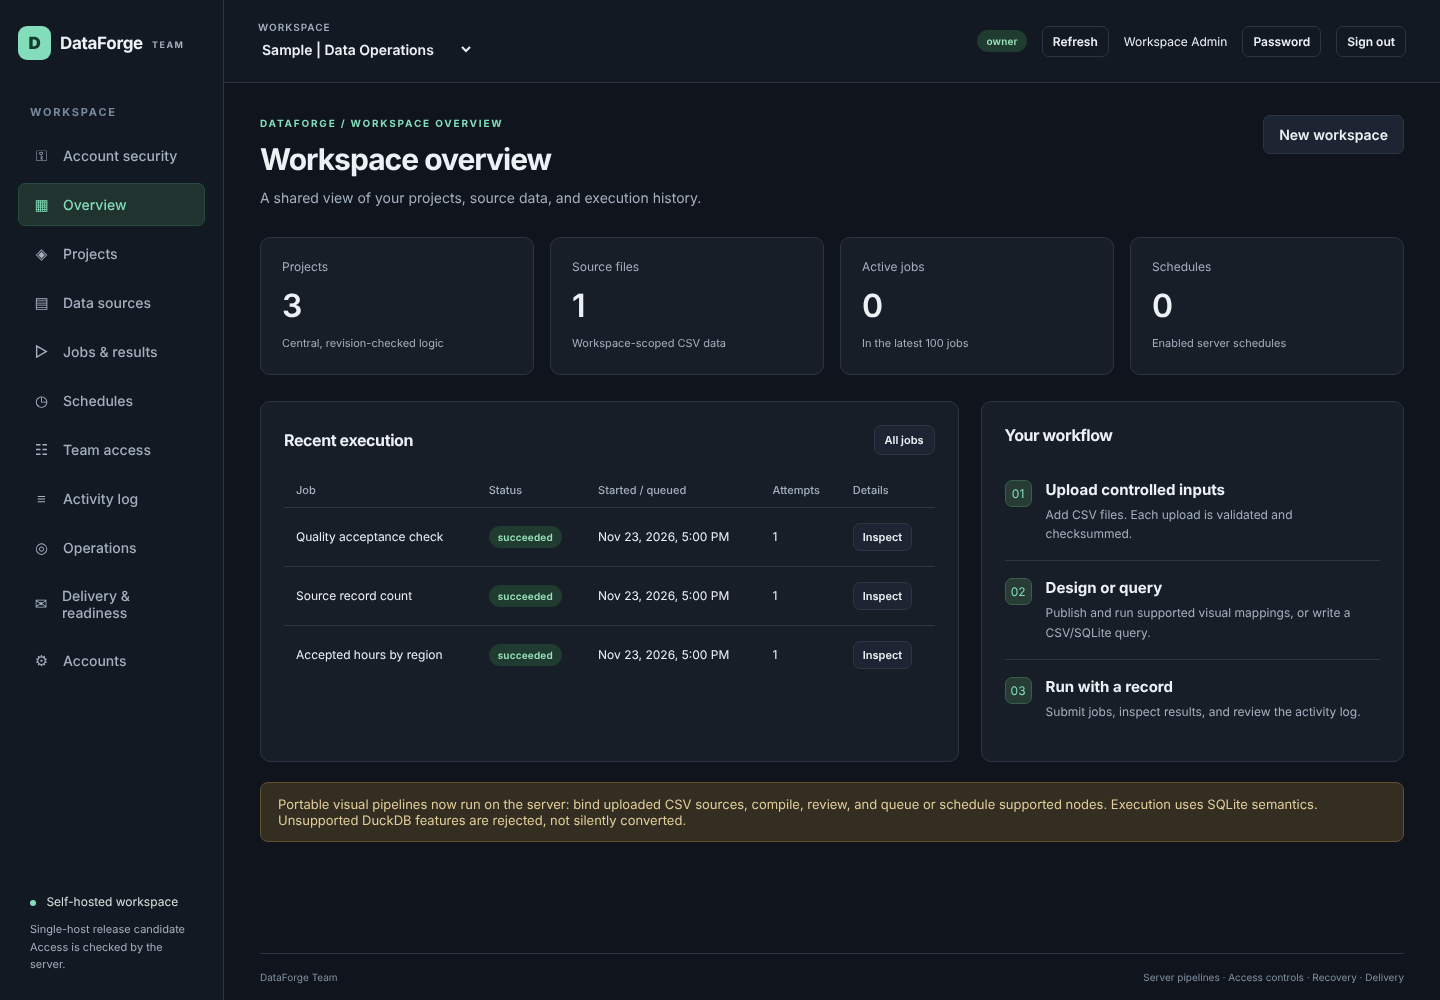 D DataForge TEAM
WORKSPACE
Account security
Overview
Projects
Data sources
Jobs & results
Schedules
Team access
Activity log
Operations
Delivery &
readiness
Accounts
Self-hosted workspace
Single-host release candidate
Access is checked by the
server.
WORKSPACE
Sample | Data Operations
owner
Refresh
Workspace Admin
Password
Sign out
DATAFORGE / WORKSPACE OVERVIEW
Workspace overview
A shared view of your projects, source data, and execution history.
New workspace
Projects
3
Central, revision-checked logic
Source files
1
Workspace-scoped CSV data
Active jobs
0
In the latest 100 jobs
Schedules
0
Enabled server schedules
Recent execution
All jobs
Job Status Started / queued Attempts Details
Quality acceptance check succeeded Nov 23, 2026, 5:00 PM 1 Inspect
Source record count succeeded Nov 23, 2026, 5:00 PM 1 Inspect
Accepted hours by region succeeded Nov 23, 2026, 5:00 PM 1 Inspect
Your workflow
01 Upload controlled inputs
Add CSV files. Each upload is validated and
checksummed.
02 Design or query
Publish and run supported visual mappings, or write a
CSV/SQLite query.
03 Run with a record
Submit jobs, inspect results, and review the activity log.
Portable visual pipelines now run on the server: bind uploaded CSV sources, compile, review, and queue or schedule supported nodes. Execution uses SQLite semantics.
Unsupported DuckDB features are rejected, not silently converted.
DataForge Team
Server pipelines · Access controls · Recovery · Delivery